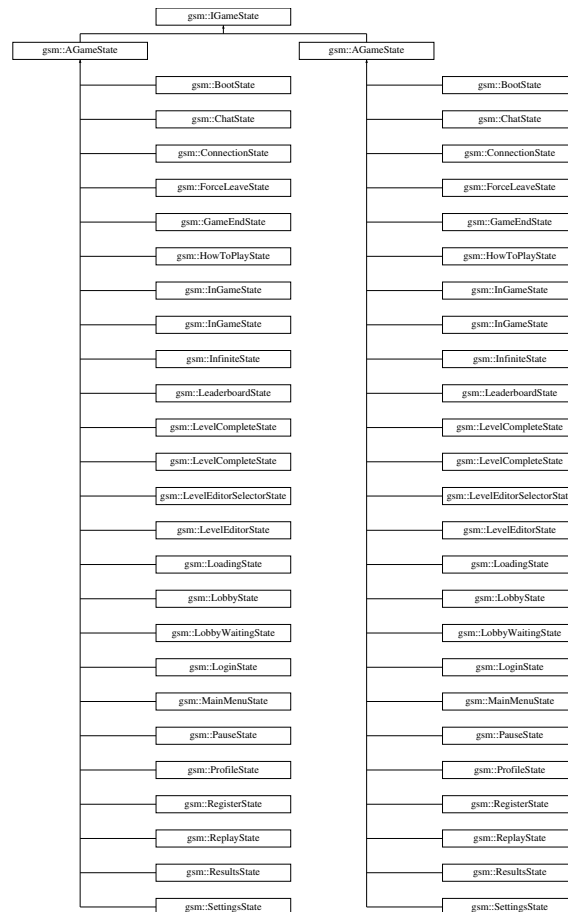 gsm::IGameState
gsm::AGameState gsm::AGameState
gsm::BootState gsm::BootState
gsm::ChatState gsm::ChatState
gsm::ConnectionState gsm::ConnectionState
gsm::ForceLeaveState gsm::ForceLeaveState
gsm::GameEndState gsm::GameEndState
gsm::HowToPlayState gsm::HowToPlayState
gsm::InGameState gsm::InGameState
gsm::InGameState gsm::InGameState
gsm::InfiniteState gsm::InfiniteState
gsm::LeaderboardState gsm::LeaderboardState
gsm::LevelCompleteState gsm::LevelCompleteState
gsm::LevelCompleteState gsm::LevelCompleteState
gsm::LevelEditorSelectorState gsm::LevelEditorSelectorStat
gsm::LevelEditorState gsm::LevelEditorState
gsm::LoadingState gsm::LoadingState
gsm::LobbyState gsm::LobbyState
gsm::LobbyWaitingState gsm::LobbyWaitingState
gsm::LoginState gsm::LoginState
gsm::MainMenuState gsm::MainMenuState
gsm::PauseState gsm::PauseState
gsm::ProfileState gsm::ProfileState
gsm::RegisterState gsm::RegisterState
gsm::ReplayState gsm::ReplayState
gsm::ResultsState gsm::ResultsState
gsm::SettingsState gsm::SettingsState